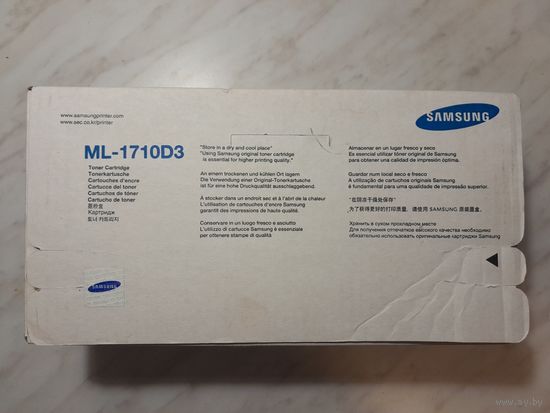 www.samsungprinter.com
www.sec.co.kr/printer
SAMSUNG
ML-1710D3
Toner Cartridge
Tonerkartusche
Cartouches d'encre
Cartucce del toner
Cartuchos de tóner
Cartucho de toner
墨粉盒
Картридж
토너 카트리지
"Store in a dry and cool place"
"Using Samsung original toner cartridge
is essential for higher printing quality."
An einem trockenen und kühlen Ort lagern
Die Verwendung einer Original-Tonerkartusche
ist für eine hohe Druckqualität ausschlaggebend.
A stocker dans un endroit sec et à l'abri de la chaleur
L'utilisation de cartouches d'encre Samsung
garantit des impressions de haute qualité.
Conservare in un luogo fresco e asciutto
L'utilizzo di cartucce Samsung è essenziale
per ottenere stampe di qualità
Almacenar en un lugar fresco y seco
Es esencial utilizar tóner original de Samsung
para obtener una calidad de impresión óptima.
Guardar num local seco e fresco
A utilização de cartuchos originais Samsung
é fundamental para uma qualidade de impressão superior.
"在阴凉干燥处保存"
为了获得更好的打印质量, 请使用 SAMSUNG 原装墨盒.
Хранить в сухом прохладном месте
Для получения отпечатков высокого качества необходимо
обязательно использовать оригинальные картриджи Samsung
SAMSUNG
www.ay.by